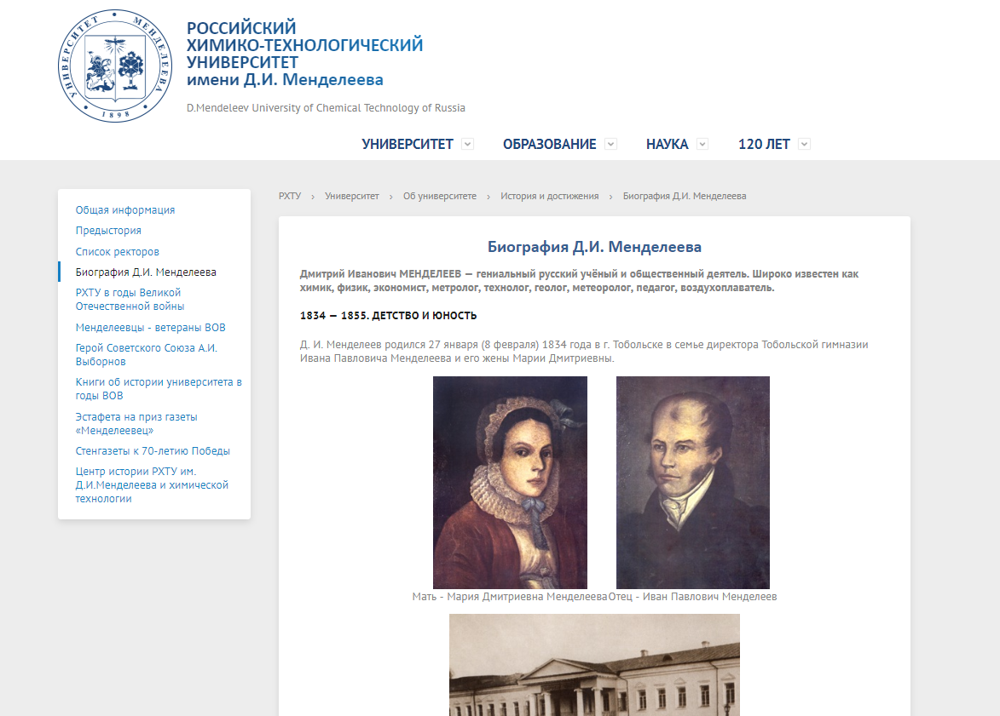 УНИВЕРСИТЕТ • МЕНДЕЛЕЕВА
1898
РОССИЙСКИЙ
ХИМИКО-ТЕХНОЛОГИЧЕСКИЙ
УНИВЕРСИТЕТ
имени Д.И. Менделеева
D.Mendeleev University of Chemical Technology of Russia
УНИВЕРСИТЕТ ОБРАЗОВАНИЕ НАУКА 120 ЛЕТ
Общая информация
Предыстория
Список ректоров
Биография Д.И. Менделеева
РХТУ в годы Великой
Отечественной войны
Менделеевцы - ветераны ВОВ
Герой Советского Союза А.И.
Выборнов
Книги об истории университета в
годы ВОВ
Эстафета на приз газеты
«Менделеевец»
Стенгазеты к 70-летию Победы
Центр истории РХТУ им.
Д.И.Менделеева и химической
технологии
РХТУ › Университет › Об университете › История и достижения › Биография Д.И. Менделеева
Биография Д.И. Менделеева
Дмитрий Иванович МЕНДЕЛЕЕВ — гениальный русский учёный и общественный деятель. Широко известен как
химик, физик, экономист, метролог, технолог, геолог, метеоролог, педагог, воздухоплаватель.
1834 — 1855. ДЕТСТВО И ЮНОСТЬ
Д. И. Менделеев родился 27 января (8 февраля) 1834 года в г. Тобольске в семье директора Тобольской гимназии
Ивана Павловича Менделеева и его жены Марии Дмитриевны.
Мать - Мария Дмитриевна Менделеева
Отец - Иван Павлович Менделеев